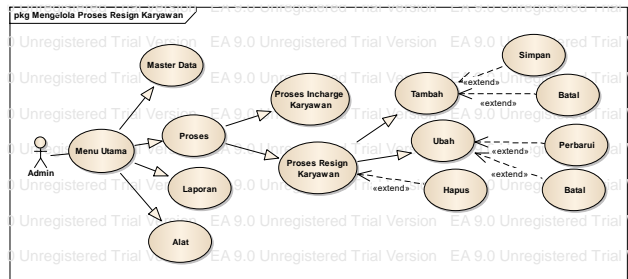 pkg Mengelola Proses Resign Karyawan
EA 9.0 Unregistered Trial Version
Simpan
Master Data
«extend»
Proses Incharge
Karyawan
Tambah
Batal
«extend»
Proses
Ubah
Perbarui
Menu Utama
«extend»
Admin
Proses Resign
Karyawan
Laporan
«extend»
Hapus
«extend»
Batal
Alat